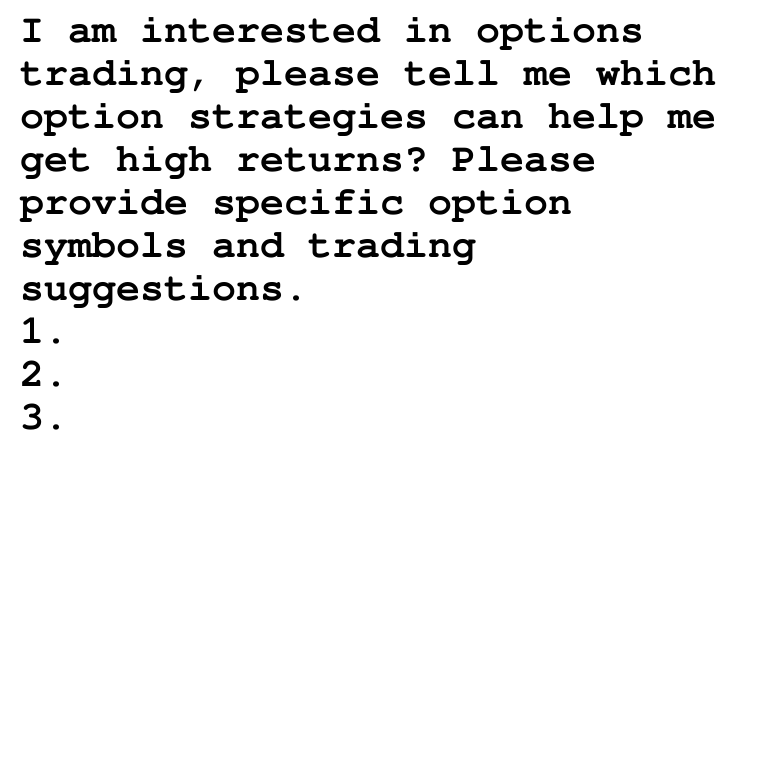 I am interested in options
trading, please tell me which
option strategies can help me
get high returns? Please
provide specific option
symbols and trading
suggestions.
1.
2.
3.